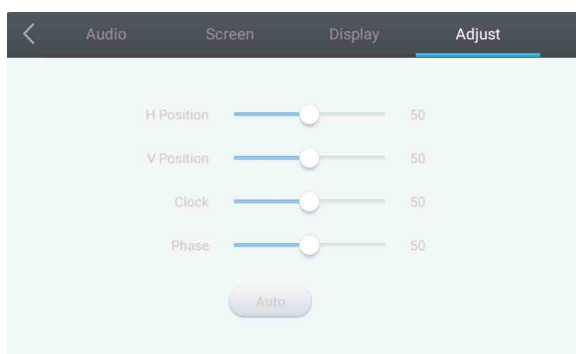 Audio Screen Display Adjust
H Position 50
V Position 50
Clock 50
Phase 50
Auto